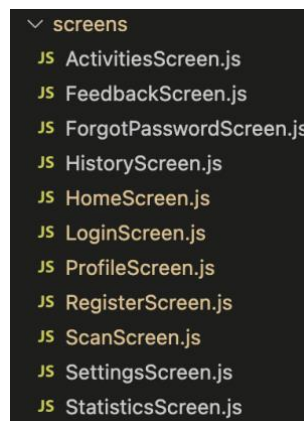 screens
JS ActivitiesScreen.js
JS FeedbackScreen.js
JS ForgotPasswordScreen.js
JS HistoryScreen.js
JS HomeScreen.js
JS LoginScreen.js
JS ProfileScreen.js
JS RegisterScreen.js
JS ScanScreen.js
JS SettingsScreen.js
JS StatisticsScreen.js